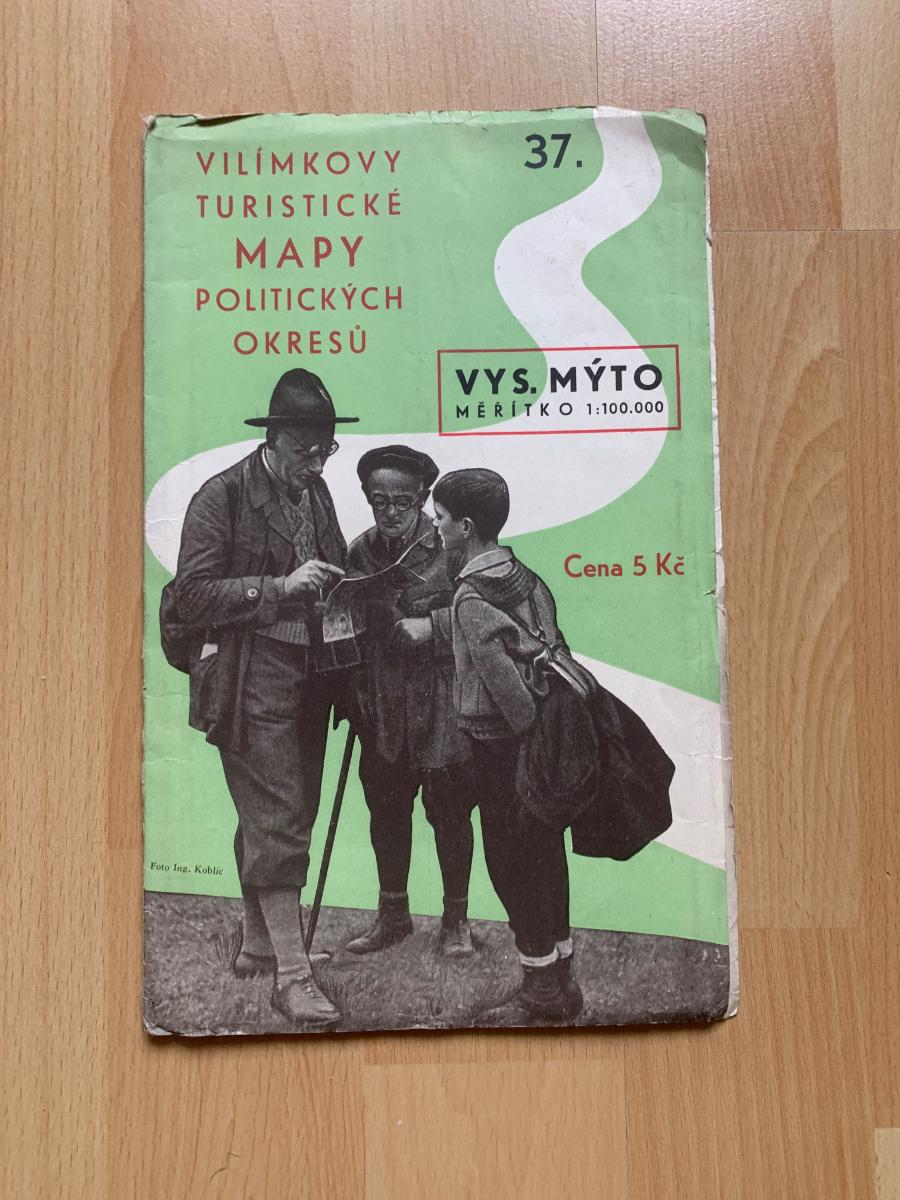 VILÍMKOVY
TURISTICKÉ
MAPY
POLITICKÝCH
OKRESŮ
37.
VYS. MÝTO
MĚŘÍTKO 1:100.000
Cena 5 Kč
Foto Ing. Koblic